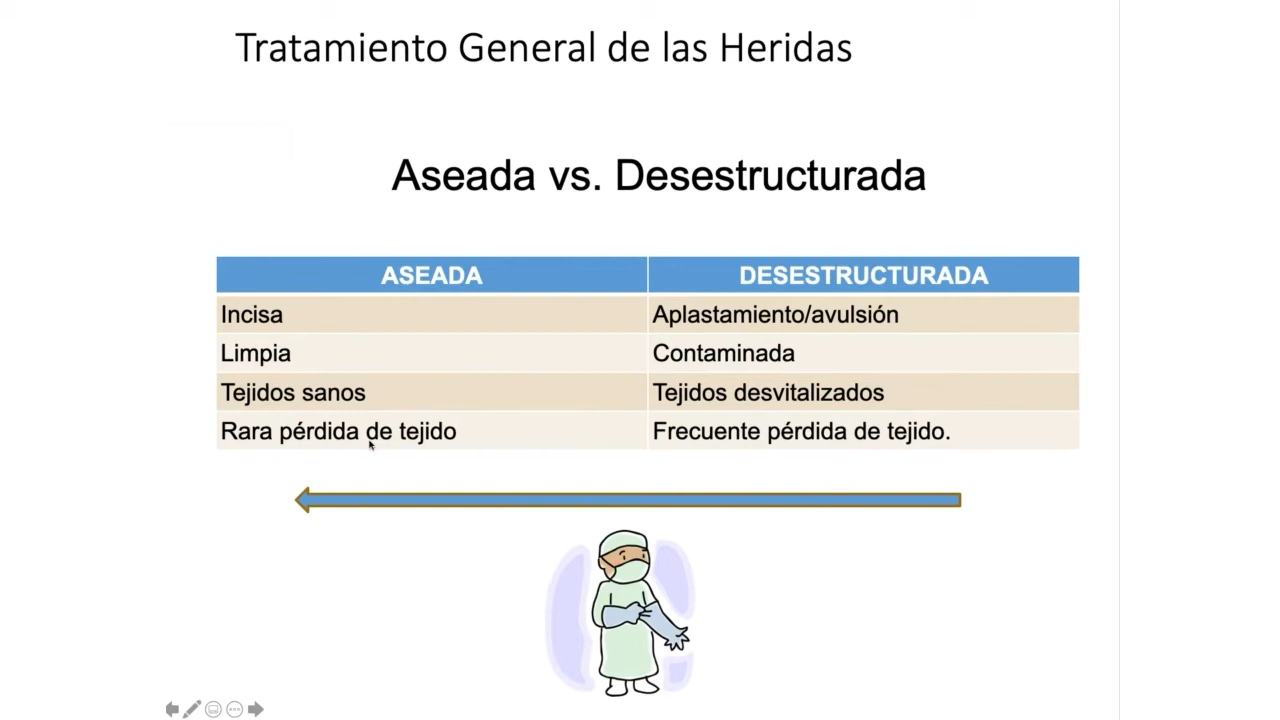 Tratamiento General de las Heridas
Aseada vs. Desestructurada
ASEADA DESESTRUCTURADA
Incisa Aplastamiento/avulsión
Limpia Contaminada
Tejidos sanos Tejidos desvitalizados
Rara pérdida de tejido Frecuente pérdida de tejido.